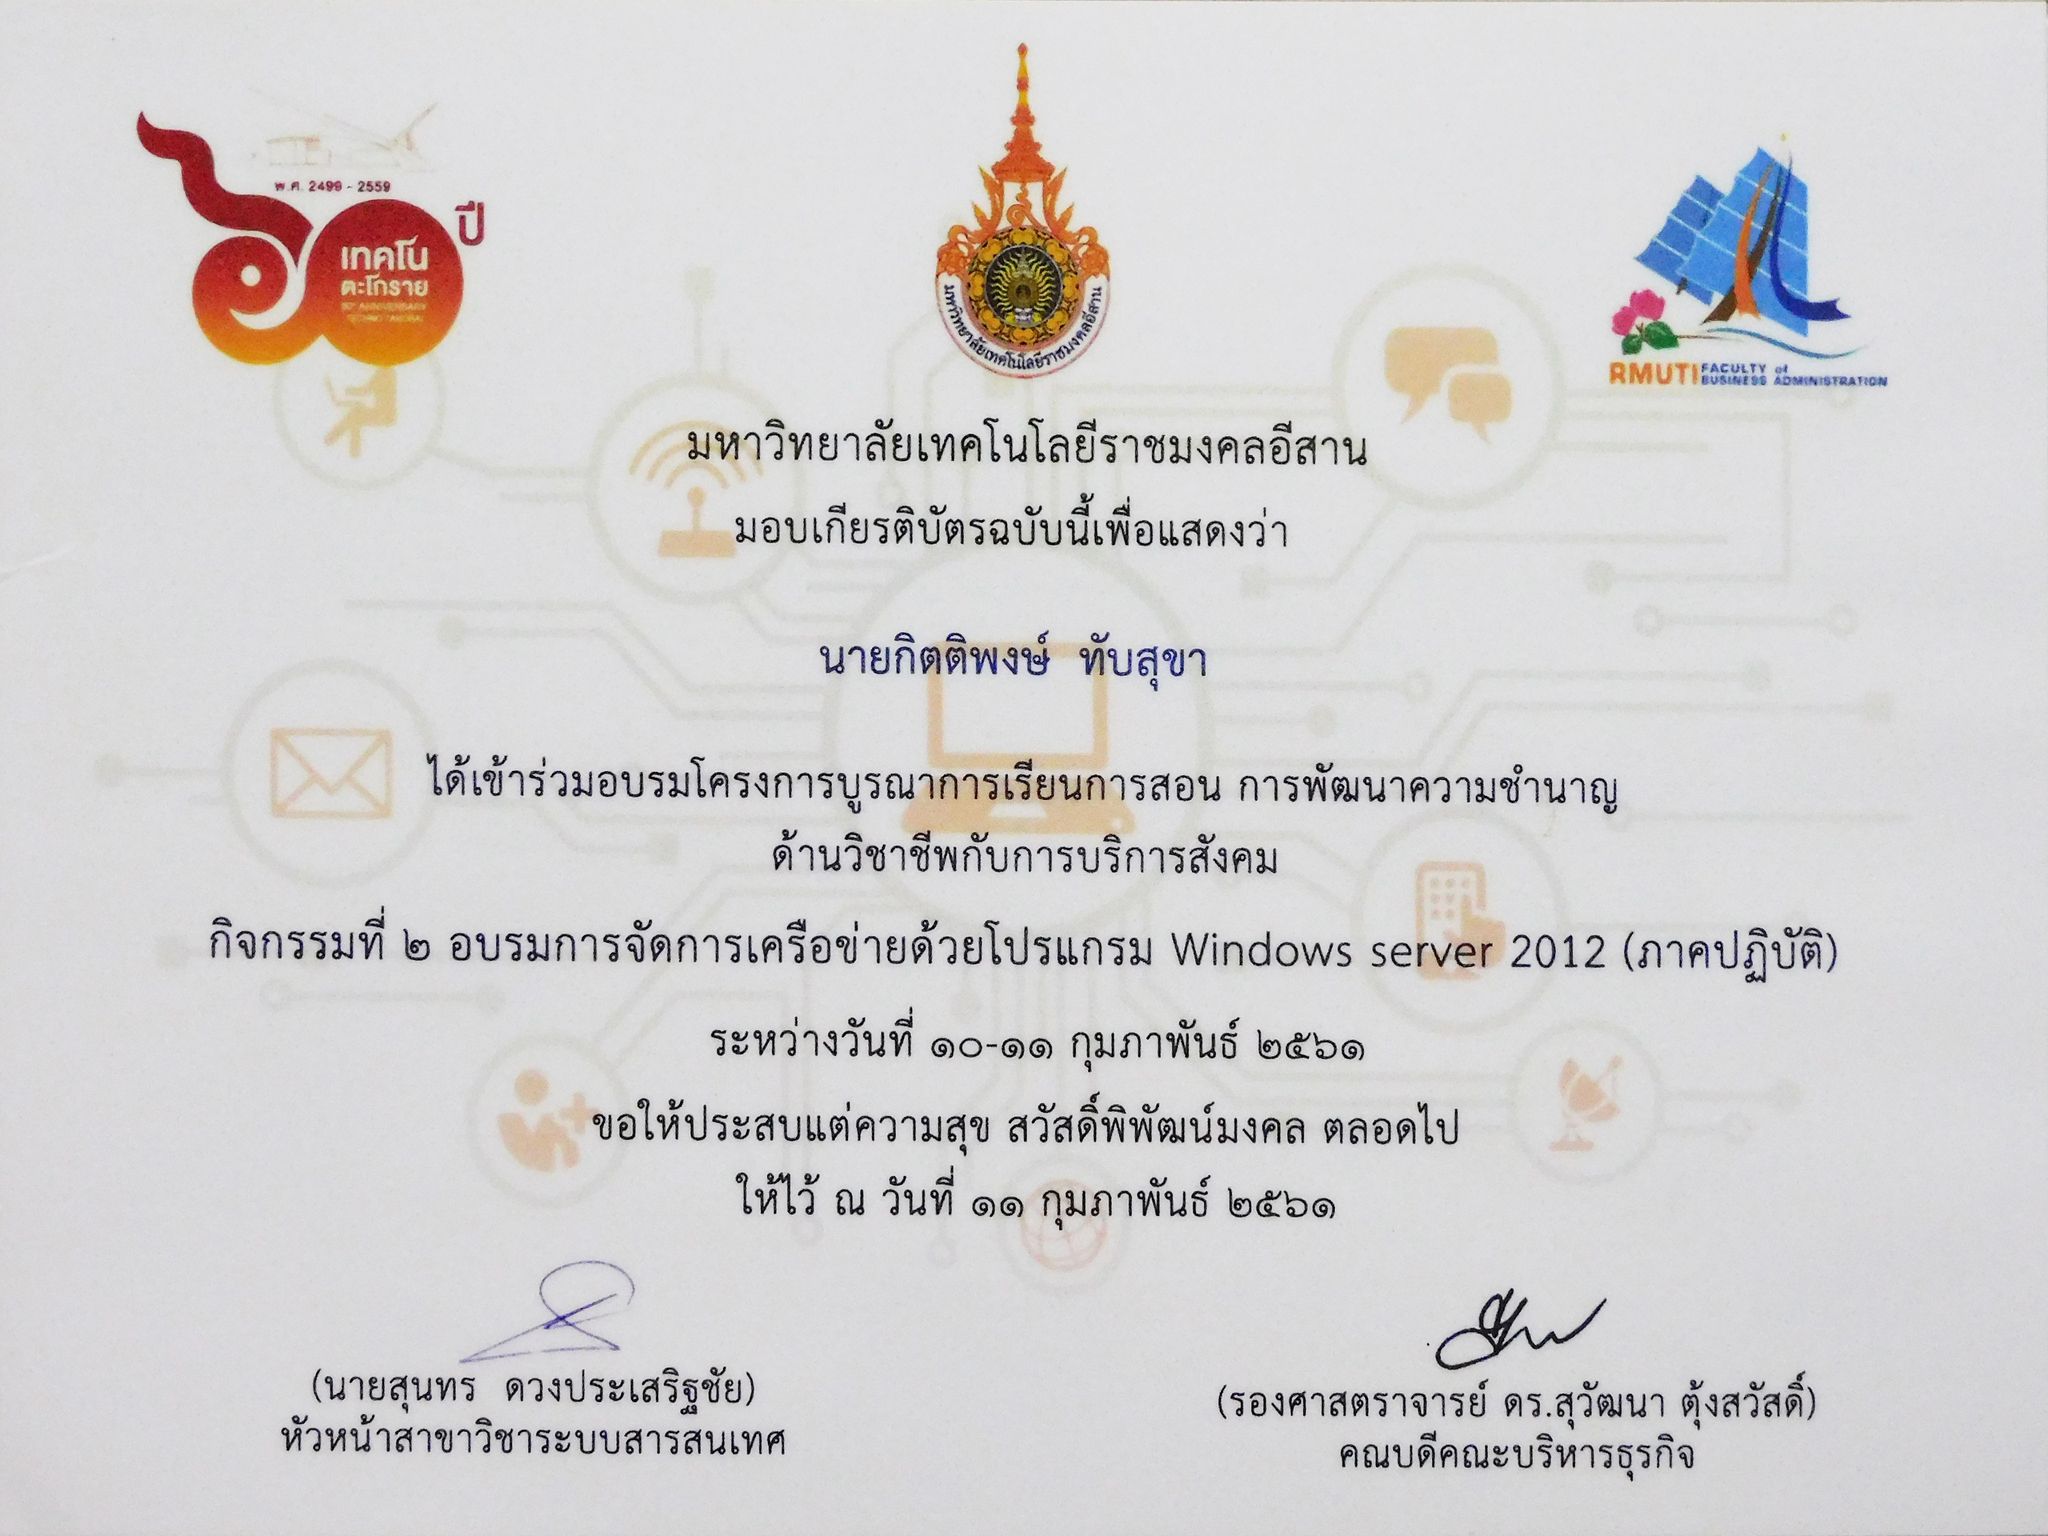 พ.ศ. 2499 - 2559
๖๐ ปี
เทคโน
ตะโกราย
มหาวิทยาลัยเทคโนโลยีราชมงคลอีสาน
RMUTI FACULTY of
BUSINESS ADMINISTRATION
มหาวิทยาลัยเทคโนโลยีราชมงคลอีสาน
มอบเกียรติบัตรฉบับนี้เพื่อแสดงว่า
นายกิตติพงษ์ ทับสุขา
ได้เข้าร่วมอบรมโครงการบูรณาการเรียนการสอน การพัฒนาความชำนาญ
ด้านวิชาชีพกับการบริการสังคม
กิจกรรมที่ ๒ อบรมการจัดการเครือข่ายด้วยโปรแกรม Windows server 2012 (ภาคปฏิบัติ)
ระหว่างวันที่ ๑๐-๑๑ กุมภาพันธ์ ๒๕๖๑
ขอให้ประสบแต่ความสุข สวัสดิ์พิพัฒน์มงคล ตลอดไป
ให้ไว้ ณ วันที่ ๑๑ กุมภาพันธ์ ๒๕๖๑
(นายสุนทร ดวงประเสริฐชัย)
หัวหน้าสาขาวิชาระบบสารสนเทศ
(รองศาสตราจารย์ ดร.สุวัฒนา ตุ้งสวัสดิ์)
คณบดีคณะบริหารธุรกิจ